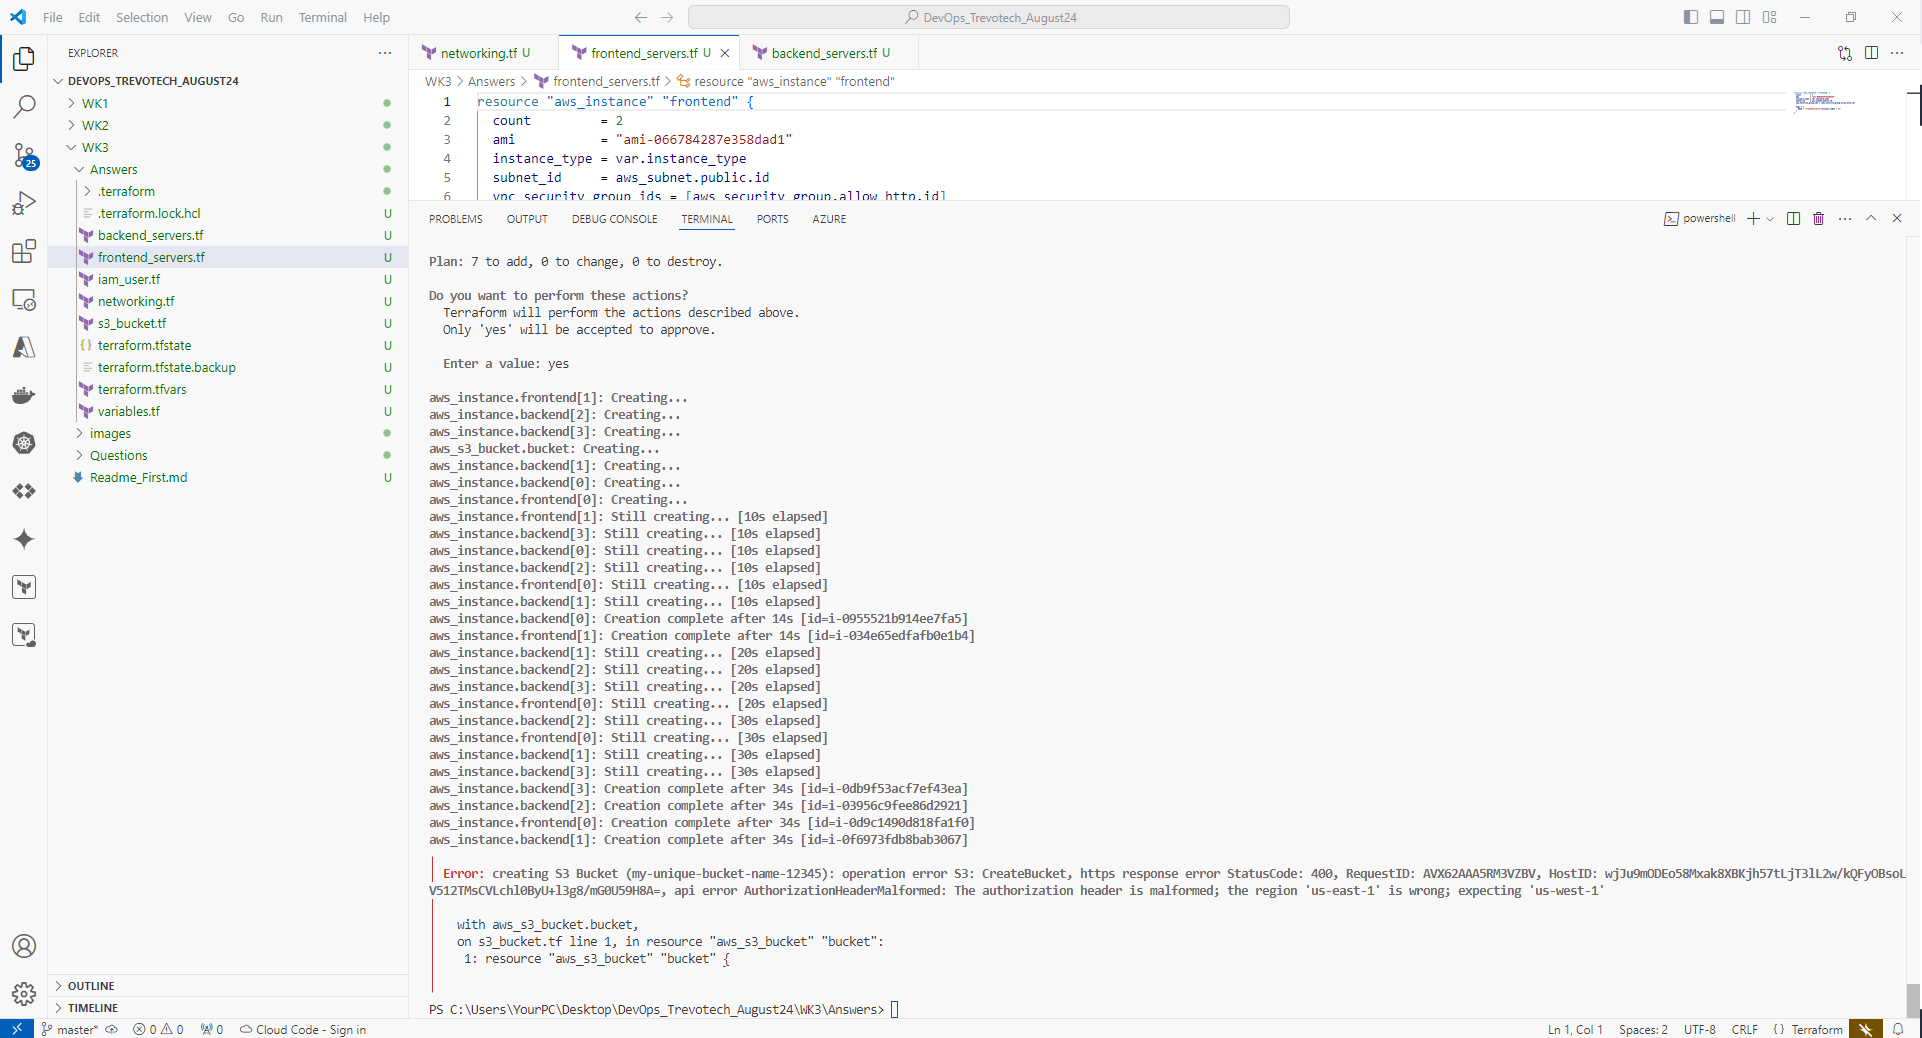 File Edit Selection View Go Run Terminal Help
DevOps_Trevotech_August24
EXPLORER
DEVOPS_TREVOTECH_AUGUST24
WK1
WK2
WK3
Answers
.terraform
.terraform.lock.hcl U
backend_servers.tf U
frontend_servers.tf U
iam_user.tf U
networking.tf U
s3_bucket.tf U
terraform.tfstate U
terraform.tfstate.backup U
terraform.tfvars U
variables.tf U
images
Questions
Readme_First.md U
25
OUTLINE
TIMELINE
networking.tf U frontend_servers.tf U backend_servers.tf U
WK3 > Answers > frontend_servers.tf > resource "aws_instance" "frontend"
1 resource "aws_instance" "frontend" {
2 count = 2
3 ami = "ami-066784287e358dad1"
4 instance_type = var.instance_type
5 subnet_id = aws_subnet.public.id
6 vpc_security_group_ids = [aws_security_group.allow_http.id]
PROBLEMS OUTPUT DEBUG CONSOLE TERMINAL PORTS AZURE
powershell
Plan: 7 to add, 0 to change, 0 to destroy.
Do you want to perform these actions?
Terraform will perform the actions described above.
Only 'yes' will be accepted to approve.
Enter a value: yes
aws_instance.frontend[1]: Creating...
aws_instance.backend[2]: Creating...
aws_instance.backend[3]: Creating...
aws_s3_bucket.bucket: Creating...
aws_instance.backend[1]: Creating...
aws_instance.backend[0]: Creating...
aws_instance.frontend[0]: Creating...
aws_instance.frontend[1]: Still creating... [10s elapsed]
aws_instance.backend[3]: Still creating... [10s elapsed]
aws_instance.backend[0]: Still creating... [10s elapsed]
aws_instance.backend[2]: Still creating... [10s elapsed]
aws_instance.frontend[0]: Still creating... [10s elapsed]
aws_instance.backend[1]: Still creating... [10s elapsed]
aws_instance.backend[0]: Creation complete after 14s [id=i-0955521b914ee7fa5]
aws_instance.frontend[1]: Creation complete after 14s [id=i-034e65edfafb0e1b4]
aws_instance.backend[1]: Still creating... [20s elapsed]
aws_instance.backend[2]: Still creating... [20s elapsed]
aws_instance.backend[3]: Still creating... [20s elapsed]
aws_instance.frontend[0]: Still creating... [20s elapsed]
aws_instance.backend[2]: Still creating... [30s elapsed]
aws_instance.frontend[0]: Still creating... [30s elapsed]
aws_instance.backend[1]: Still creating... [30s elapsed]
aws_instance.backend[3]: Still creating... [30s elapsed]
aws_instance.backend[3]: Creation complete after 34s [id=i-0db9f53acf7ef43ea]
aws_instance.backend[2]: Creation complete after 34s [id=i-03956c9fee86d2921]
aws_instance.frontend[0]: Creation complete after 34s [id=i-0d9c1490d818fa1f0]
aws_instance.backend[1]: Creation complete after 34s [id=i-0f6973fdb8bab3067]
Error: creating S3 Bucket (my-unique-bucket-name-12345): operation error S3: CreateBucket, https response error StatusCode: 400, RequestID: AVX62AAA5RM3VZBV, HostID: wjJu9mODEo58Mxak8XBKjh57tLjT3lL2w/kQFyOBsoL
V512TMsCVLchl0ByU+l3g8/mG0U59H8A=, api error AuthorizationHeaderMalformed: The authorization header is malformed; the region 'us-east-1' is wrong; expecting 'us-west-1'
with aws_s3_bucket.bucket,
on s3_bucket.tf line 1, in resource "aws_s3_bucket" "bucket":
1: resource "aws_s3_bucket" "bucket" {
PS C:\Users\YourPC\Desktop\DevOps_Trevotech_August24\WK3\Answers>
master* 0 0 0 Cloud Code - Sign in Ln 1, Col 1 Spaces: 2 UTF-8 CRLF {} Terraform